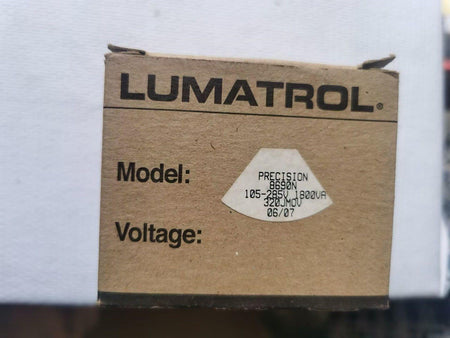 LUMATROL®
Model:
PRECISION
8690N
105-285V 1800VA
320JMOV
06/07
Voltage: